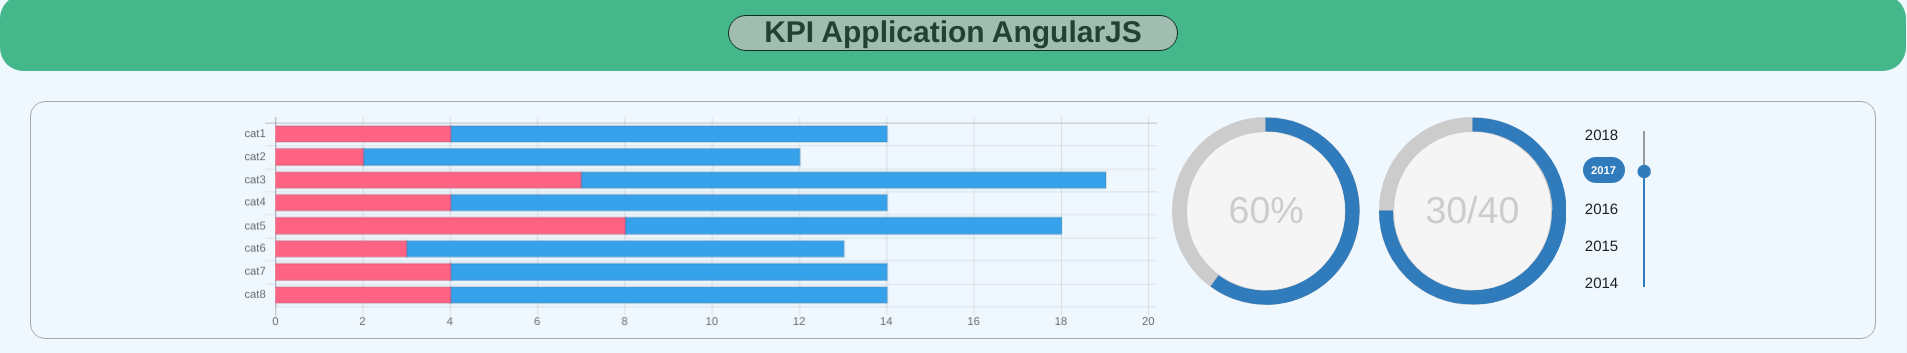 KPI Application AngularJS
cat1
cat2
cat3
cat4
cat5
cat6
cat7
cat8
0 2 4 6 8 10 12 14 16 18 20
60%
30/40
2018
2017
2016
2015
2014